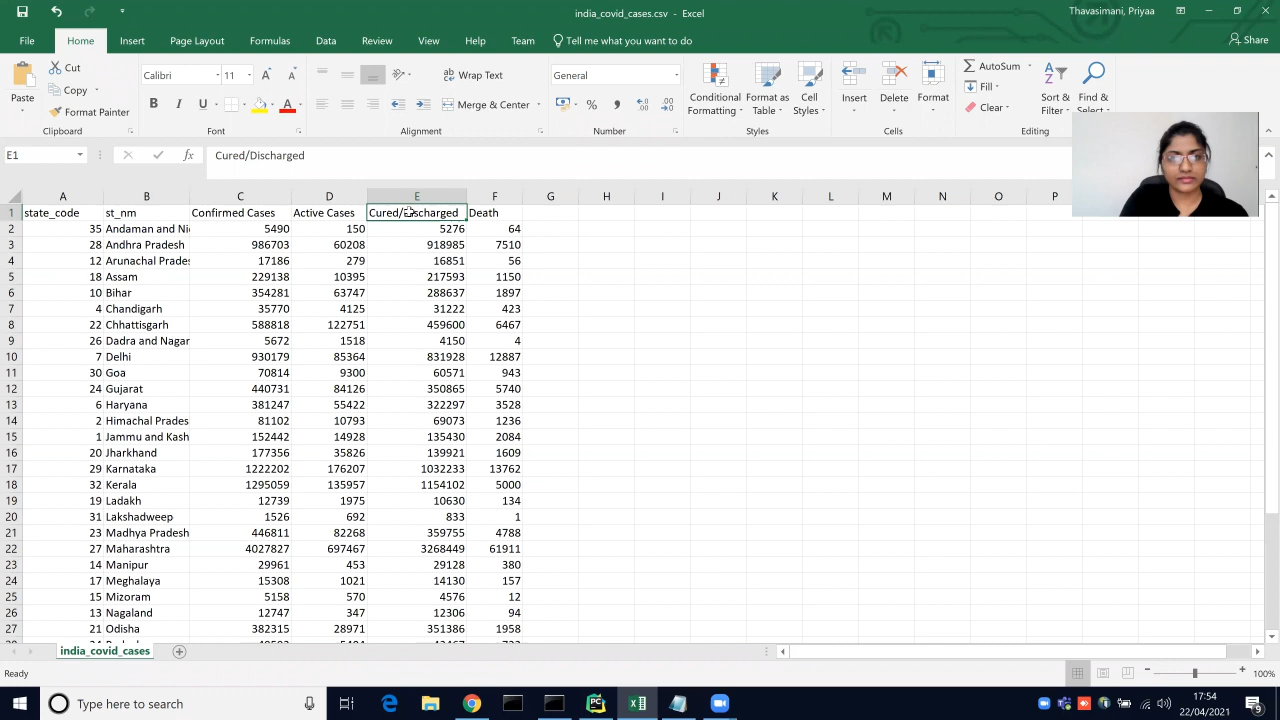 india_covid_cases.csv - Excel
Thavasimani, Priyaa
File Home Insert Page Layout Formulas Data Review View Help Team Tell me what you want to do Share
Paste Cut Copy Format Painter Clipboard
Calibri 11 B I U A Font
ab Wrap Text Merge & Center Alignment
General % Number
Conditional Formatting Format as Table Cell Styles Styles
Insert Delete Format Cells
AutoSum Fill Clear Sort & Filter Find & Select Editing
E1 fx Cured/Discharged
A B C D E F G H I J K L M N O P
1 state_code st_nm Confirmed Cases Active Cases Cured/Discharged Death
2 35 Andaman and Ni 5490 150 5276 64
3 28 Andhra Pradesh 986703 60208 918985 7510
4 12 Arunachal Prades 17186 279 16851 56
5 18 Assam 229138 10395 217593 1150
6 10 Bihar 354281 63747 288637 1897
7 4 Chandigarh 35770 4125 31222 423
8 22 Chhattisgarh 588818 122751 459600 6467
9 26 Dadra and Nagar 5672 1518 4150 4
10 7 Delhi 930179 85364 831928 12887
11 30 Goa 70814 9300 60571 943
12 24 Gujarat 440731 84126 350865 5740
13 6 Haryana 381247 55422 322297 3528
14 2 Himachal Prades 81102 10793 69073 1236
15 1 Jammu and Kash 152442 14928 135430 2084
16 20 Jharkhand 177356 35826 139921 1609
17 29 Karnataka 1222202 176207 1032233 13762
18 32 Kerala 1295059 135957 1154102 5000
19 19 Ladakh 12739 1975 10630 134
20 31 Lakshadweep 1526 692 833 1
21 23 Madhya Pradesh 446811 82268 359755 4788
22 27 Maharashtra 4027827 697467 3268449 61911
23 14 Manipur 29961 453 29128 380
24 17 Meghalaya 15308 1021 14130 157
25 15 Mizoram 5158 570 4576 12
26 13 Nagaland 12747 347 12306 94
27 21 Odisha 382315 28971 351386 1958
india_covid_cases
Ready 100%
Type here to search 17:54
22/04/2021